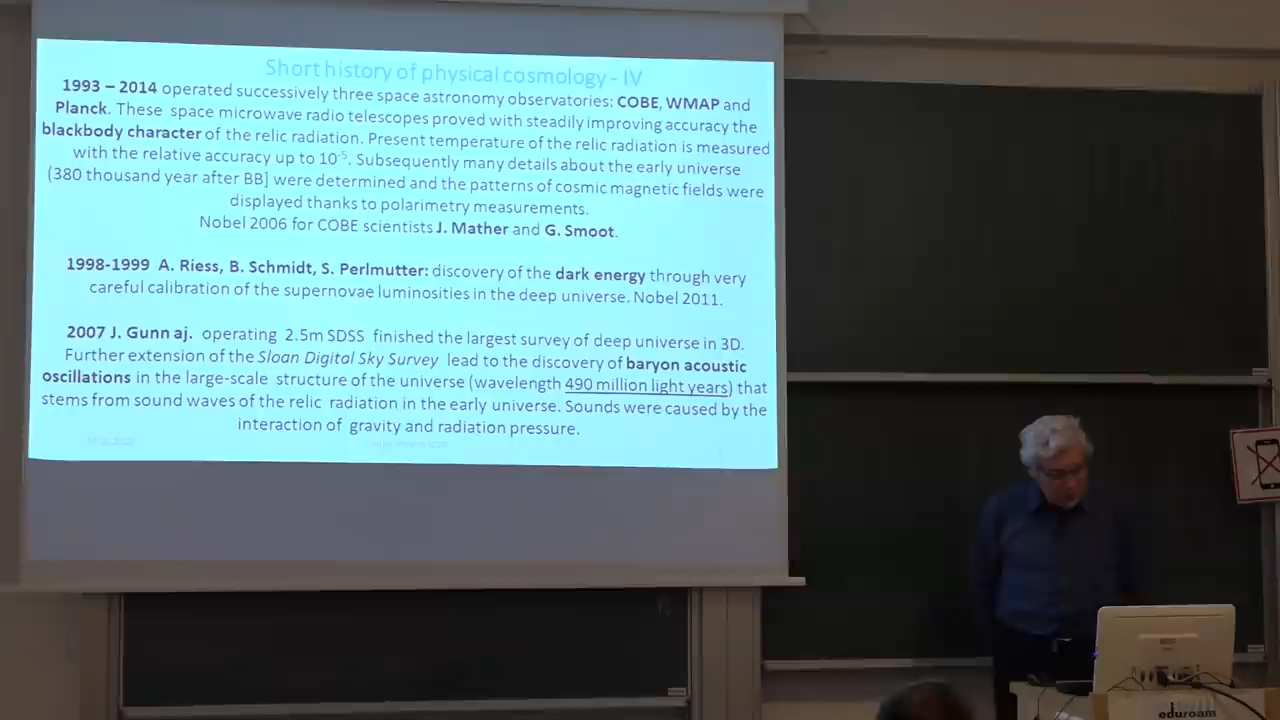 Short history of physical cosmology - IV
1993 – 2014 operated successively three space astronomy observatories: COBE, WMAP and
Planck. These space microwave radio telescopes proved with steadily improving accuracy the
blackbody character of the relic radiation. Present temperature of the relic radiation is measured
with the relative accuracy up to 10⁻⁵. Subsequently many details about the early universe
(380 thousand year after BB] were determined and the patterns of cosmic magnetic fields were
displayed thanks to polarimetry measurements.
Nobel 2006 for COBE scientists J. Mather and G. Smoot.
1998-1999 A. Riess, B. Schmidt, S. Perlmutter: discovery of the dark energy through very
careful calibration of the supernovae luminosities in the deep universe. Nobel 2011.
2007 J. Gunn aj. operating 2.5m SDSS finished the largest survey of deep universe in 3D.
Further extension of the Sloan Digital Sky Survey lead to the discovery of baryon acoustic
oscillations in the large-scale structure of the universe (wavelength 490 million light years) that
stems from sound waves of the relic radiation in the early universe. Sounds were caused by the
interaction of gravity and radiation pressure.
eduroam